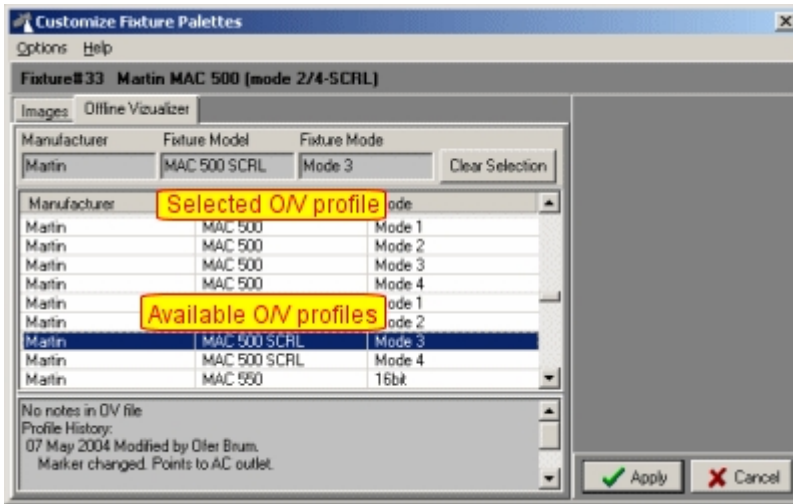 Customize Fixture Palettes
Options Help
Fixture#33 Martin MAC 500 (mode 2/4-SCRL)
Images Offline Vizualizer
Manufacturer Fixture Model Fixture Mode
Martin MAC 500 SCRL Mode 3 Clear Selection
Manufacturer Selected O/V profile ode
Martin MAC 500 Mode 1
Martin MAC 500 Mode 2
Martin MAC 500 Mode 3
Martin MAC 500 Mode 4
Martin ode 1
Available O/V profiles
Martin ode 2
Martin MAC 500 SCRL Mode 3
Martin MAC 500 SCRL Mode 4
Martin MAC 550 16bit
No notes in OV file
Profile History:
07 May 2004 Modified by Ofer Brum.
Marker changed. Points to AC outlet.
Apply Cancel